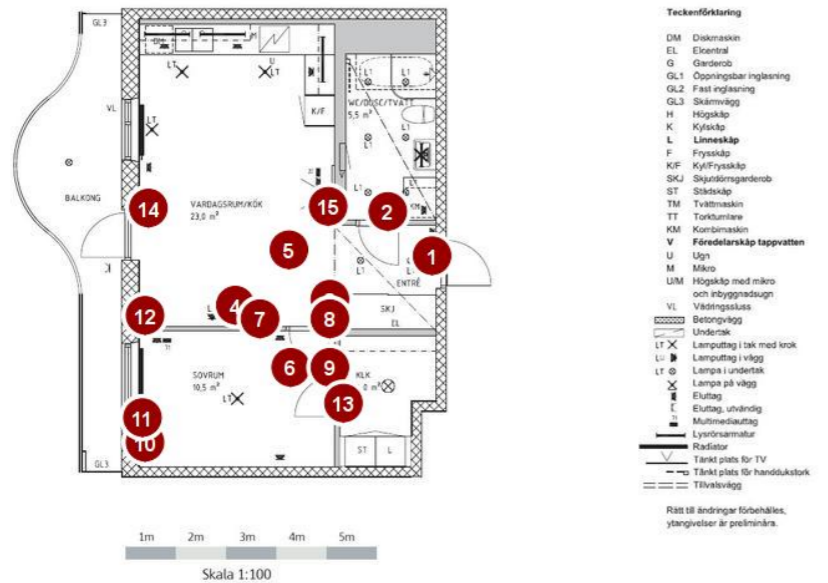 GL3
DM
M
LT
U
LT
L1
L1
WC/DUSCH/TVÄTT
5,5 m²
K/F
VL
LT
L1
L1
BALKONG
VARDAGSRUM/KÖK
23,0 m²
14
15
L1
2
KM
5
1
L1
L1
ENTRÉ
12
L
4
7
8
SKJ
EL
SOVRUM
10,5 m²
6
9
KLK
LT
13
11
10
ST
L
GL3
1m 2m 3m 4m 5m
Skala 1:100
Teckenförklaring
DM Diskmaskin
EL Elcentral
G Garderob
GL1 Öppningsbar inglasning
GL2 Fast inglasning
GL3 Skärmvägg
H Högskåp
K Kylskåp
L Linneskåp
F Frysskåp
K/F Kyl/Frysskåp
SKJ Skjutdörrsgarderob
ST Städskåp
TM Tvättmaskin
TT Torktumlare
KM Kombimaskin
V Föredelarskåp tappvatten
U Ugn
M Mikro
U/M Högskåp med mikro
och inbyggnadsugn
VL Vädringssluss
Betongvägg
Undertak
LT Lamputtag i tak med krok
LU Lamputtag i vägg
L1 Lampa i undertak
Lampa på vägg
Eluttag
Eluttag, utvändig
Multimediauttag
Lysrörsarmatur
Radiator
Tänkt plats för TV
Tänkt plats för handdukstork
Tillvalsvägg
Rätt till ändringar förbehålles,
ytangivelser är preliminära.